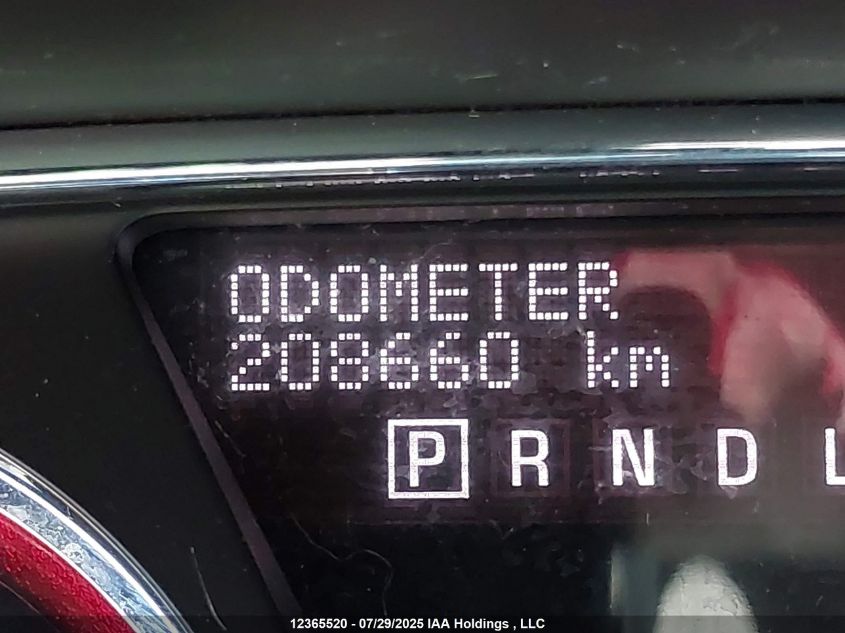 ODOMETER
208660 km
P R N D L
12365520 - 07/29/2025 IAA Holdings , LLC